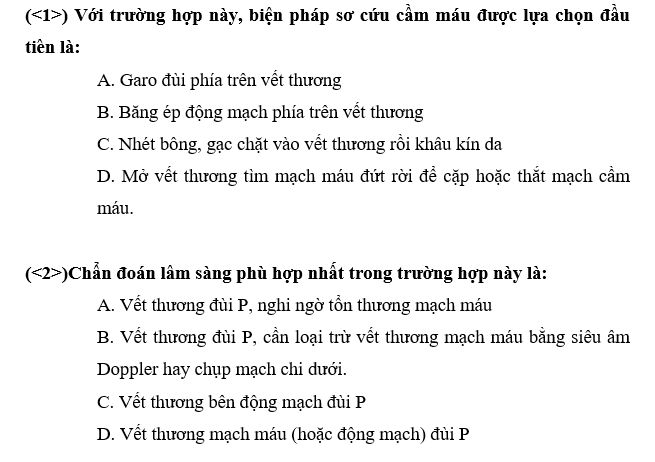 (<1>) Với trường hợp này, biện pháp sơ cứu cầm máu được lựa chọn đầu
tiên là:
A. Garo đùi phía trên vết thương
B. Băng ép động mạch phía trên vết thương
C. Nhét bông, gạc chặt vào vết thương rồi khâu kín da
D. Mở vết thương tìm mạch máu đứt rời để cặp hoặc thắt mạch cầm
máu.
(<2>)Chẩn đoán lâm sàng phù hợp nhất trong trường hợp này là:
A. Vết thương đùi P, nghi ngờ tổn thương mạch máu
B. Vết thương đùi P, cần loại trừ vết thương mạch máu bằng siêu âm
Doppler hay chụp mạch chi dưới.
C. Vết thương bên động mạch đùi P
D. Vết thương mạch máu (hoặc động mạch) đùi P